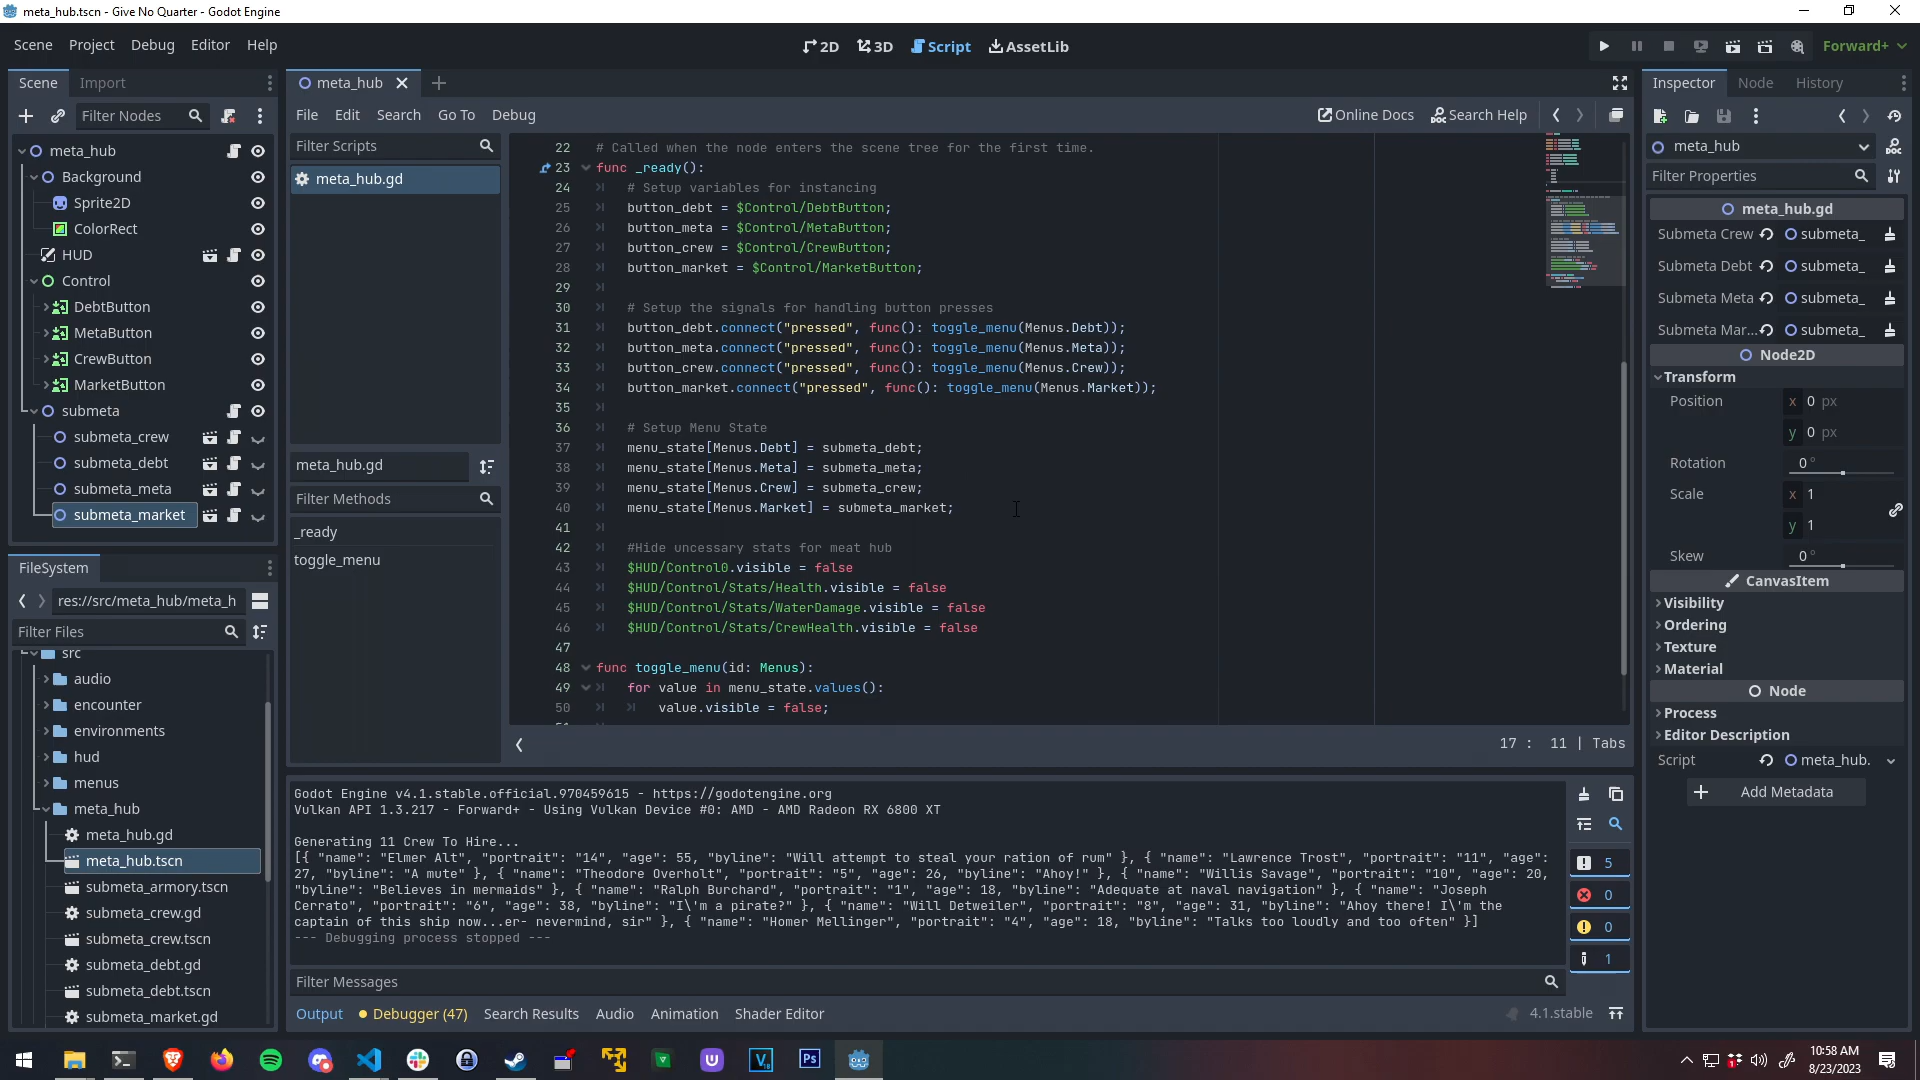 meta_hub.tscn - Give No Quarter - Godot Engine
Scene Project Debug Editor Help
2D 3D Script AssetLib
Forward+
Scene Import
Filter Nodes
meta_hub
Background
Sprite2D
ColorRect
HUD
Control
DebtButton
MetaButton
CrewButton
MarketButton
submeta
submeta_crew
submeta_debt
submeta_meta
submeta_market
FileSystem
res://src/meta_hub/meta_h
Filter Files
src
audio
encounter
environments
hud
menus
meta_hub
meta_hub.gd
meta_hub.tscn
submeta_armory.tscn
submeta_crew.gd
submeta_crew.tscn
submeta_debt.gd
submeta_debt.tscn
submeta_market.gd
meta_hub
File Edit Search Go To Debug
Online Docs Search Help
Filter Scripts
meta_hub.gd
meta_hub.gd
Filter Methods
_ready
toggle_menu
22 # Called when the node enters the scene tree for the first time.
23 func _ready():
24 # Setup variables for instancing
25 button_debt = $Control/DebtButton;
26 button_meta = $Control/MetaButton;
27 button_crew = $Control/CrewButton;
28 button_market = $Control/MarketButton;
29
30 # Setup the signals for handling button presses
31 button_debt.connect("pressed", func(): toggle_menu(Menus.Debt));
32 button_meta.connect("pressed", func(): toggle_menu(Menus.Meta));
33 button_crew.connect("pressed", func(): toggle_menu(Menus.Crew));
34 button_market.connect("pressed", func(): toggle_menu(Menus.Market));
35
36 # Setup Menu State
37 menu_state[Menus.Debt] = submeta_debt;
38 menu_state[Menus.Meta] = submeta_meta;
39 menu_state[Menus.Crew] = submeta_crew;
40 menu_state[Menus.Market] = submeta_market;
41
42 #Hide uncessary stats for meat hub
43 $HUD/Control0.visible = false
44 $HUD/Control/Stats/Health.visible = false
45 $HUD/Control/Stats/WaterDamage.visible = false
46 $HUD/Control/Stats/CrewHealth.visible = false
47
48 func toggle_menu(id: Menus):
49 for value in menu_state.values():
50 value.visible = false;
17 : 11 | Tabs
Godot Engine v4.1.stable.official.970459615 - https://godotengine.org
Vulkan API 1.3.217 - Forward+ - Using Vulkan Device #0: AMD - AMD Radeon RX 6800 XT
Generating 11 Crew To Hire...
[{ "name": "Elmer Alt", "portrait": "14", "age": 55, "byline": "Will attempt to steal your ration of rum" }, { "name": "Lawrence Trost", "portrait": "11", "age":
27, "byline": "A mute" }, { "name": "Theodore Overholt", "portrait": "5", "age": 26, "byline": "Ahoy!" }, { "name": "Willis Savage", "portrait": "10", "age": 20,
"byline": "Believes in mermaids" }, { "name": "Ralph Burchard", "portrait": "1", "age": 18, "byline": "Adequate at naval navigation" }, { "name": "Joseph
Cerrato", "portrait": "6", "age": 38, "byline": "I\'m a pirate?" }, { "name": "Will Detweiler", "portrait": "8", "age": 31, "byline": "Ahoy there! I\'m the
captain of this ship now...er- nevermind, sir" }, { "name": "Homer Mellinger", "portrait": "4", "age": 18, "byline": "Talks too loudly and too often" }]
--- Debugging process stopped ---
5
0
0
1
Filter Messages
Output Debugger (47) Search Results Audio Animation Shader Editor
4.1.stable
Inspector Node History
meta_hub
Filter Properties
meta_hub.gd
Submeta Crew submeta_
Submeta Debt submeta_
Submeta Meta submeta_
Submeta Mar... submeta_
Node2D
Transform
Position x 0 px
y 0 px
Rotation 0 °
Scale x 1
y 1
Skew 0 °
CanvasItem
Visibility
Ordering
Texture
Material
Node
Process
Editor Description
Script meta_hub.
Add Metadata
10:58 AM
8/23/2023